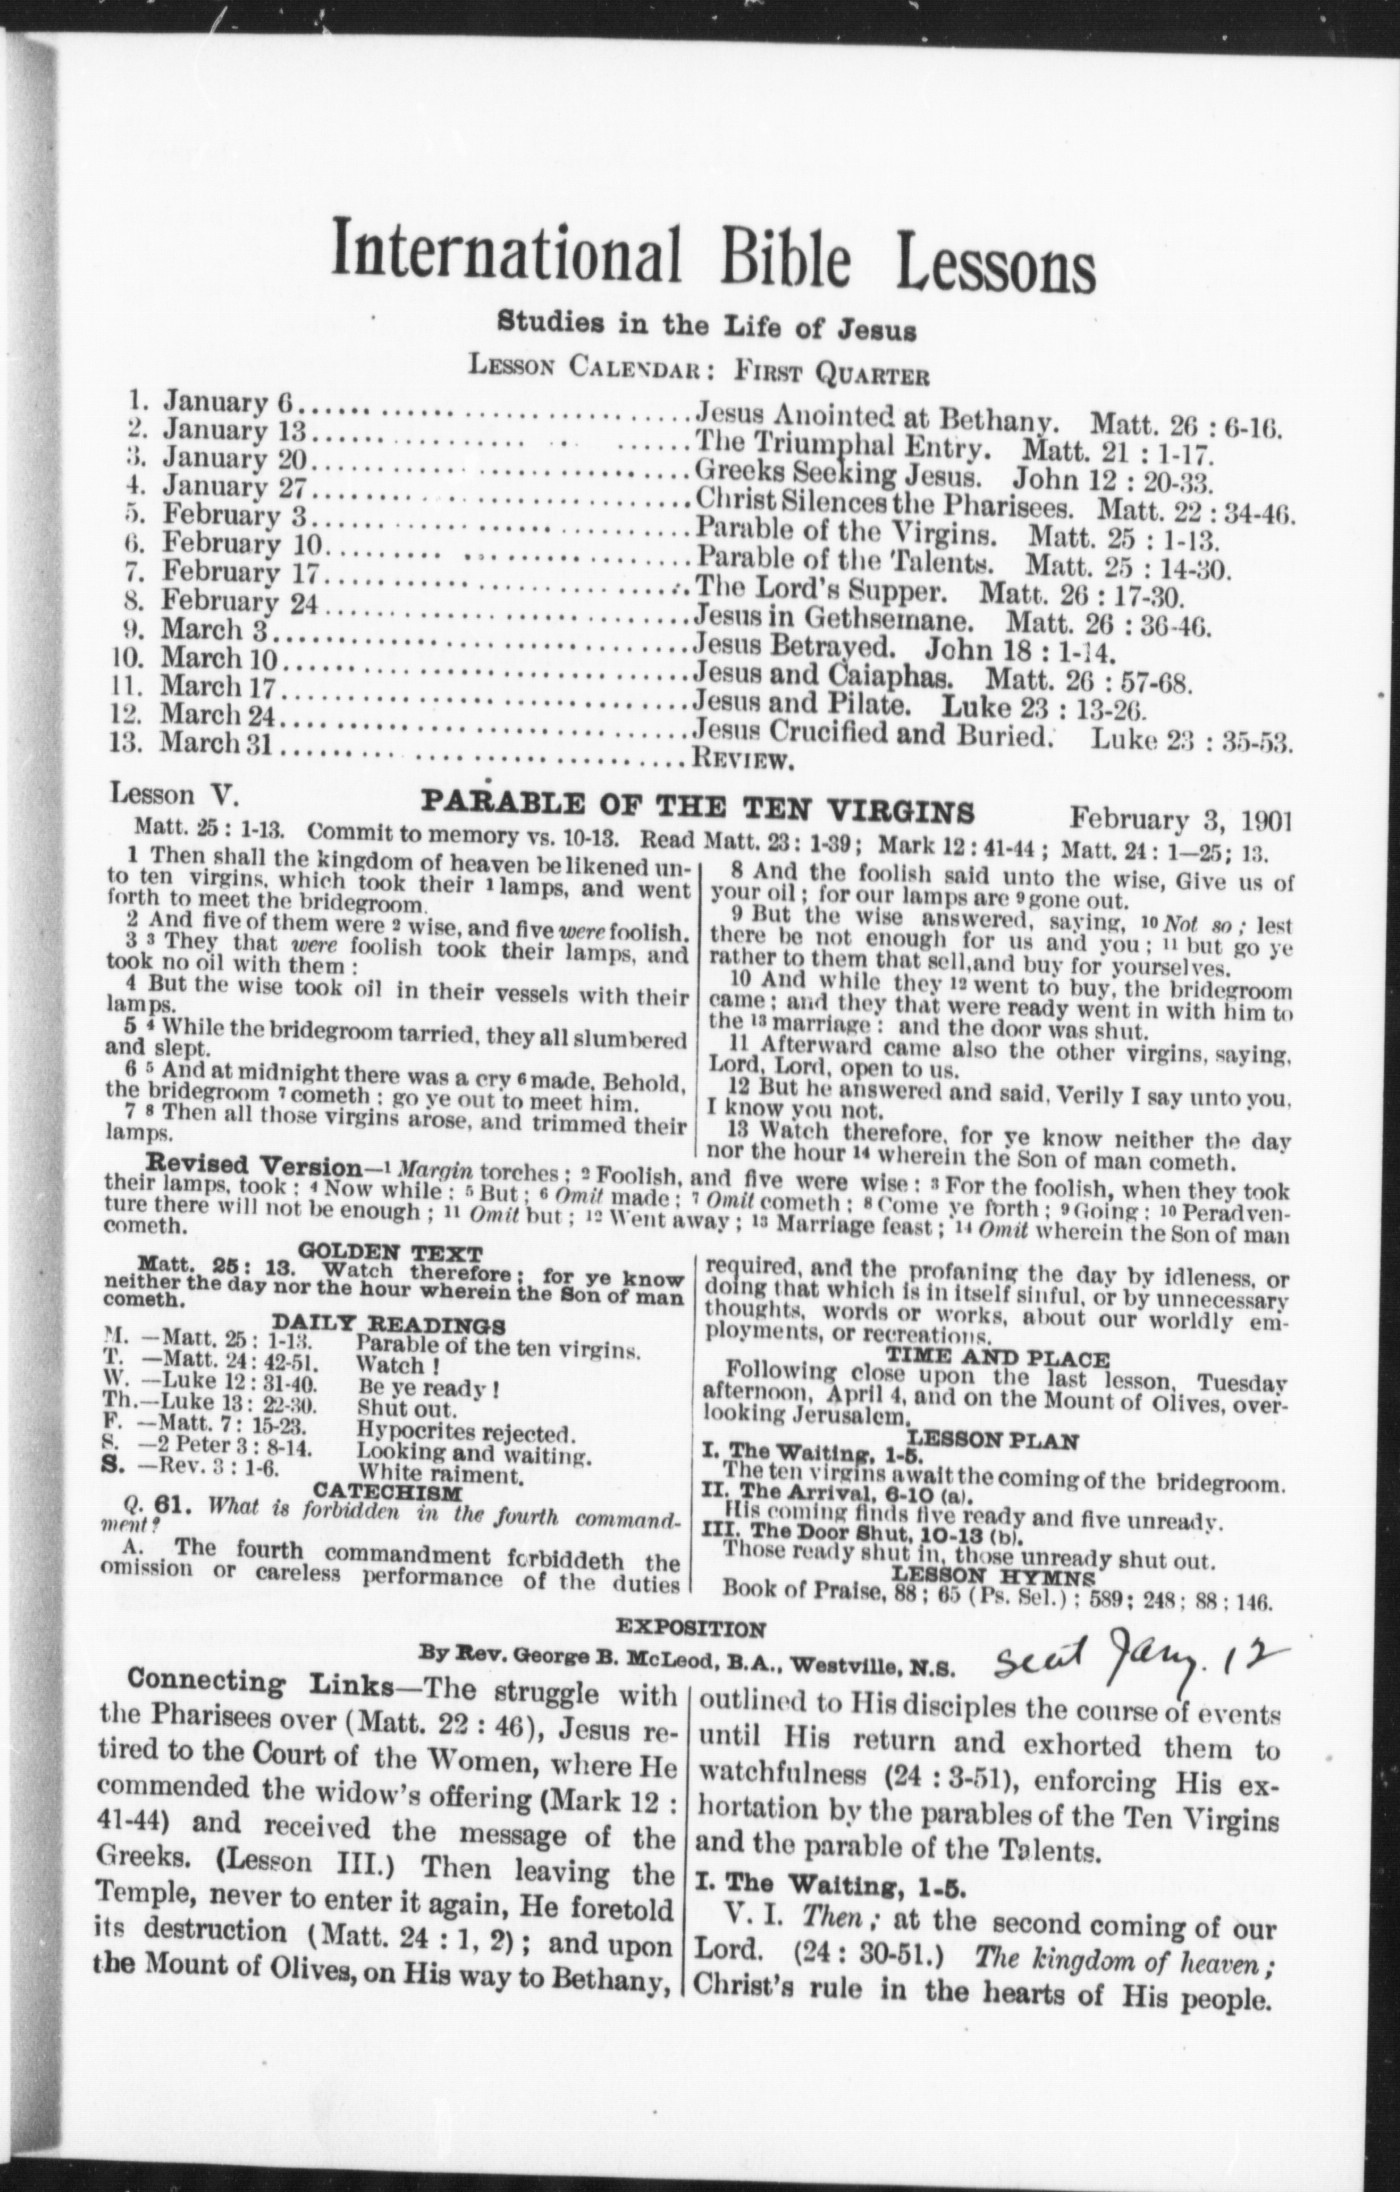 International Bible Lessons
Studies in the Life of Jesus
LESSON CALENDAR: FIRST QUARTER
1. January 6..............................Jesus Anointed at Bethany. Matt. 26 : 6-16.
2. January 13..............................The Triumphal Entry. Matt. 21 : 1-17.
3. January 20..............................Greeks Seeking Jesus. John 12 : 20-33.
4. January 27..............................Christ Silences the Pharisees. Matt. 22 : 34-46.
5. February 3..............................Parable of the Virgins. Matt. 25 : 1-13.
6. February 10..............................Parable of the Talents. Matt. 25 : 14-30.
7. February 17..............................The Lord's Supper. Matt. 26 : 17-30.
8. February 24..............................Jesus in Gethsemane. Matt. 26 : 36-46.
9. March 3..............................Jesus Betrayed. John 18 : 1-14.
10. March 10..............................Jesus and Caiaphas. Matt. 26 : 57-68.
11. March 17..............................Jesus and Pilate. Luke 23 : 13-26.
12. March 24..............................Jesus Crucified and Buried. Luke 23 : 35-53.
13. March 31..............................REVIEW.
Lesson V. PARABLE OF THE TEN VIRGINS February 3, 1901
Matt. 25 : 1-13. Commit to memory vs. 10-13. Read Matt. 23 : 1-39; Mark 12 : 41-44; Matt. 24 : 1—25; 13.
1 Then shall the kingdom of heaven be likened un-
to ten virgins, which took their 1 lamps, and went
forth to meet the bridegroom.
2 And five of them were 2 wise, and five were foolish.
3 3 They that were foolish took their lamps, and
took no oil with them :
4 But the wise took oil in their vessels with their
lamps.
5 4 While the bridegroom tarried, they all slumbered
and slept.
6 5 And at midnight there was a cry 6 made, Behold,
the bridegroom 7 cometh ; go ye out to meet him.
7 8 Then all those virgins arose, and trimmed their
lamps.
8 And the foolish said unto the wise, Give us of
your oil ; for our lamps are 9 gone out.
9 But the wise answered, saying, 10 Not so ; lest
there be not enough for us and you ; 11 but go ye
rather to them that sell, and buy for yourselves.
10 And while they 12 went to buy, the bridegroom
came ; and they that were ready went in with him to
the 13 marriage : and the door was shut.
11 Afterward came also the other virgins, saying,
Lord, Lord, open to us.
12 But he answered and said, Verily I say unto you,
I know you not.
13 Watch therefore, for ye know neither the day
nor the hour 14 wherein the Son of man cometh.
Revised Version—1 Margin torches ; 2 Foolish, and five were wise : 3 For the foolish, when they took
their lamps, took ; 4 Now while ; 5 But ; 6 Omit made ; 7 Omit cometh ; 8 Come ye forth ; 9 Going ; 10 Peradven-
ture there will not be enough ; 11 Omit but ; 12 Went away ; 13 Marriage feast ; 14 Omit wherein the Son of man
cometh.
GOLDEN TEXT
Matt. 25 : 13. Watch therefore ; for ye know
neither the day nor the hour wherein the Son of man
cometh.
DAILY READINGS
M. —Matt. 25 : 1-13. Parable of the ten virgins.
T. —Matt. 24 : 42-51. Watch !
W. —Luke 12 : 31-40. Be ye ready !
Th.—Luke 13 : 22-30. Shut out.
F. —Matt. 7 : 15-23. Hypocrites rejected.
S. —2 Peter 3 : 8-14. Looking and waiting.
S. —Rev. 3 : 1-6. White raiment.
CATECHISM
Q. 61. What is forbidden in the fourth command-
ment?
A. The fourth commandment forbiddeth the
omission or careless performance of the duties
required, and the profaning the day by idleness, or
doing that which is in itself sinful, or by unnecessary
thoughts, words or works, about our worldly em-
ployments, or recreations.
TIME AND PLACE
Following close upon the last lesson, Tuesday
afternoon, April 4, and on the Mount of Olives, over-
looking Jerusalem.
LESSON PLAN
I. The Waiting, 1-5.
The ten virgins await the coming of the bridegroom.
II. The Arrival, 6-10 (a).
His coming finds five ready and five unready.
III. The Door Shut, 10-13 (b).
Those ready shut in, those unready shut out.
LESSON HYMNS
Book of Praise, 88 ; 65 (Ps. Sel.) ; 589 ; 248 ; 88 ; 146.
EXPOSITION
By Rev. George B. McLeod, B.A., Westville, N.S. sent Jany. 12
Connecting Links—The struggle with
the Pharisees over (Matt. 22 : 46), Jesus re-
tired to the Court of the Women, where He
commended the widow's offering (Mark 12 :
41-44) and received the message of the
Greeks. (Lesson III.) Then leaving the
Temple, never to enter it again, He foretold
its destruction (Matt. 24 : 1, 2) ; and upon
the Mount of Olives, on His way to Bethany,
outlined to His disciples the course of events
until His return and exhorted them to
watchfulness (24 : 3-51), enforcing His ex-
hortation by the parables of the Ten Virgins
and the parable of the Talents.
I. The Waiting, 1-5.
V. I. Then ; at the second coming of our
Lord. (24 : 30-51.) The kingdom of heaven ;
Christ's rule in the hearts of His people.